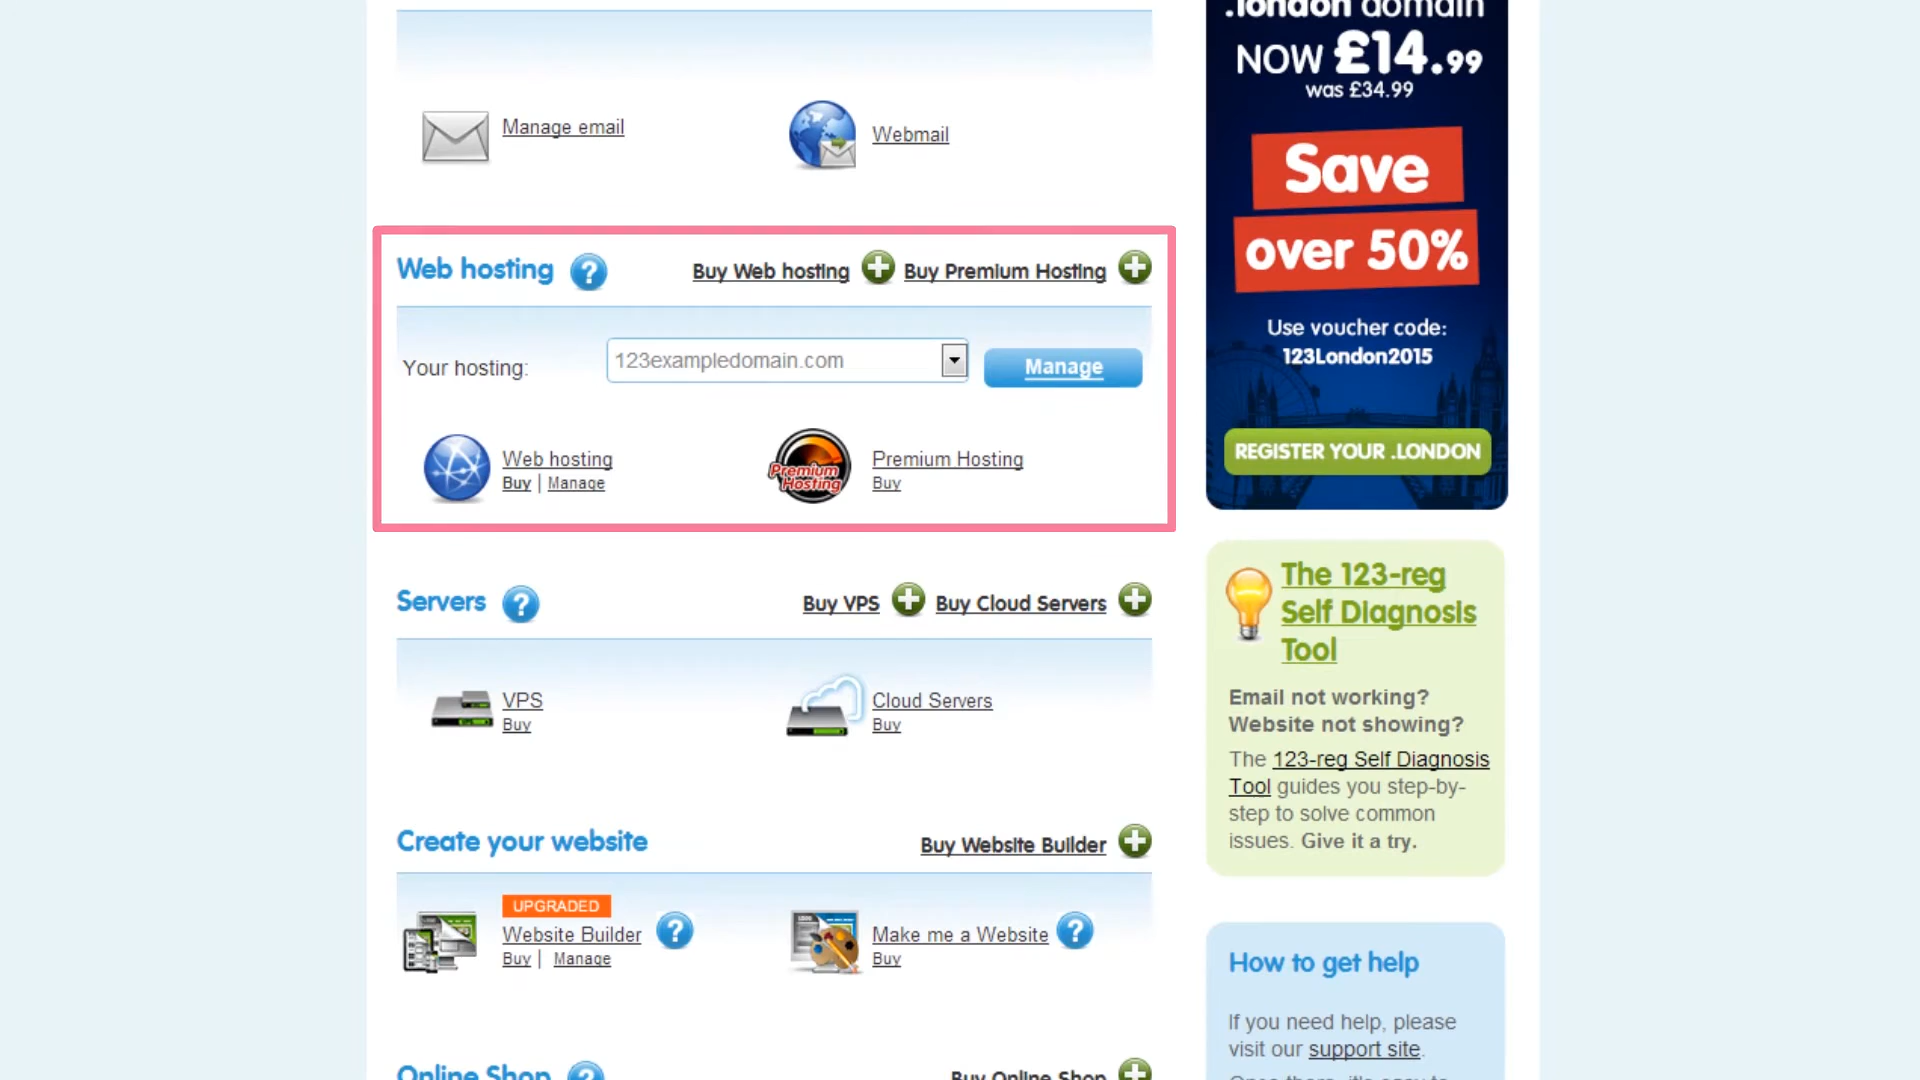 Manage email
Webmail
Web hosting ?
Buy Web hosting
Buy Premium Hosting
Your hosting:
123exampledomain.com
Manage
Web hosting
Buy | Manage
Premium Hosting
Premium Hosting
Buy
Servers ?
Buy VPS
Buy Cloud Servers
VPS
Buy
Cloud Servers
Buy
Create your website
Buy Website Builder
UPGRADED
Website Builder ?
Buy | Manage
Make me a Website ?
Buy
Online Shop ?
Buy Online Shop
.london domain
NOW £14.99
was £34.99
Save
over 50%
Use voucher code:
123London2015
REGISTER YOUR .LONDON
The 123-reg
Self Diagnosis
Tool
Email not working?
Website not showing?
The 123-reg Self Diagnosis
Tool guides you step-by-
step to solve common
issues. Give it a try.
How to get help
If you need help, please
visit our support site.